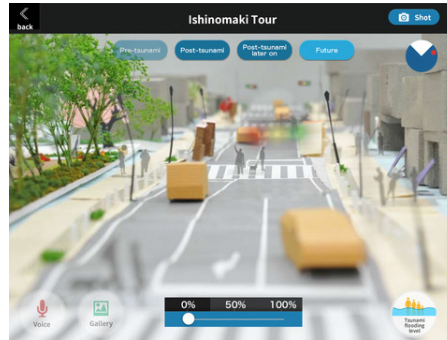 back
Ishinomaki Tour
Shot
Pre-tsunami
Post-tsunami
Post-tsunami
later on
Future
0% 50% 100%
Voice
Gallery
Tsunami
flooding
level